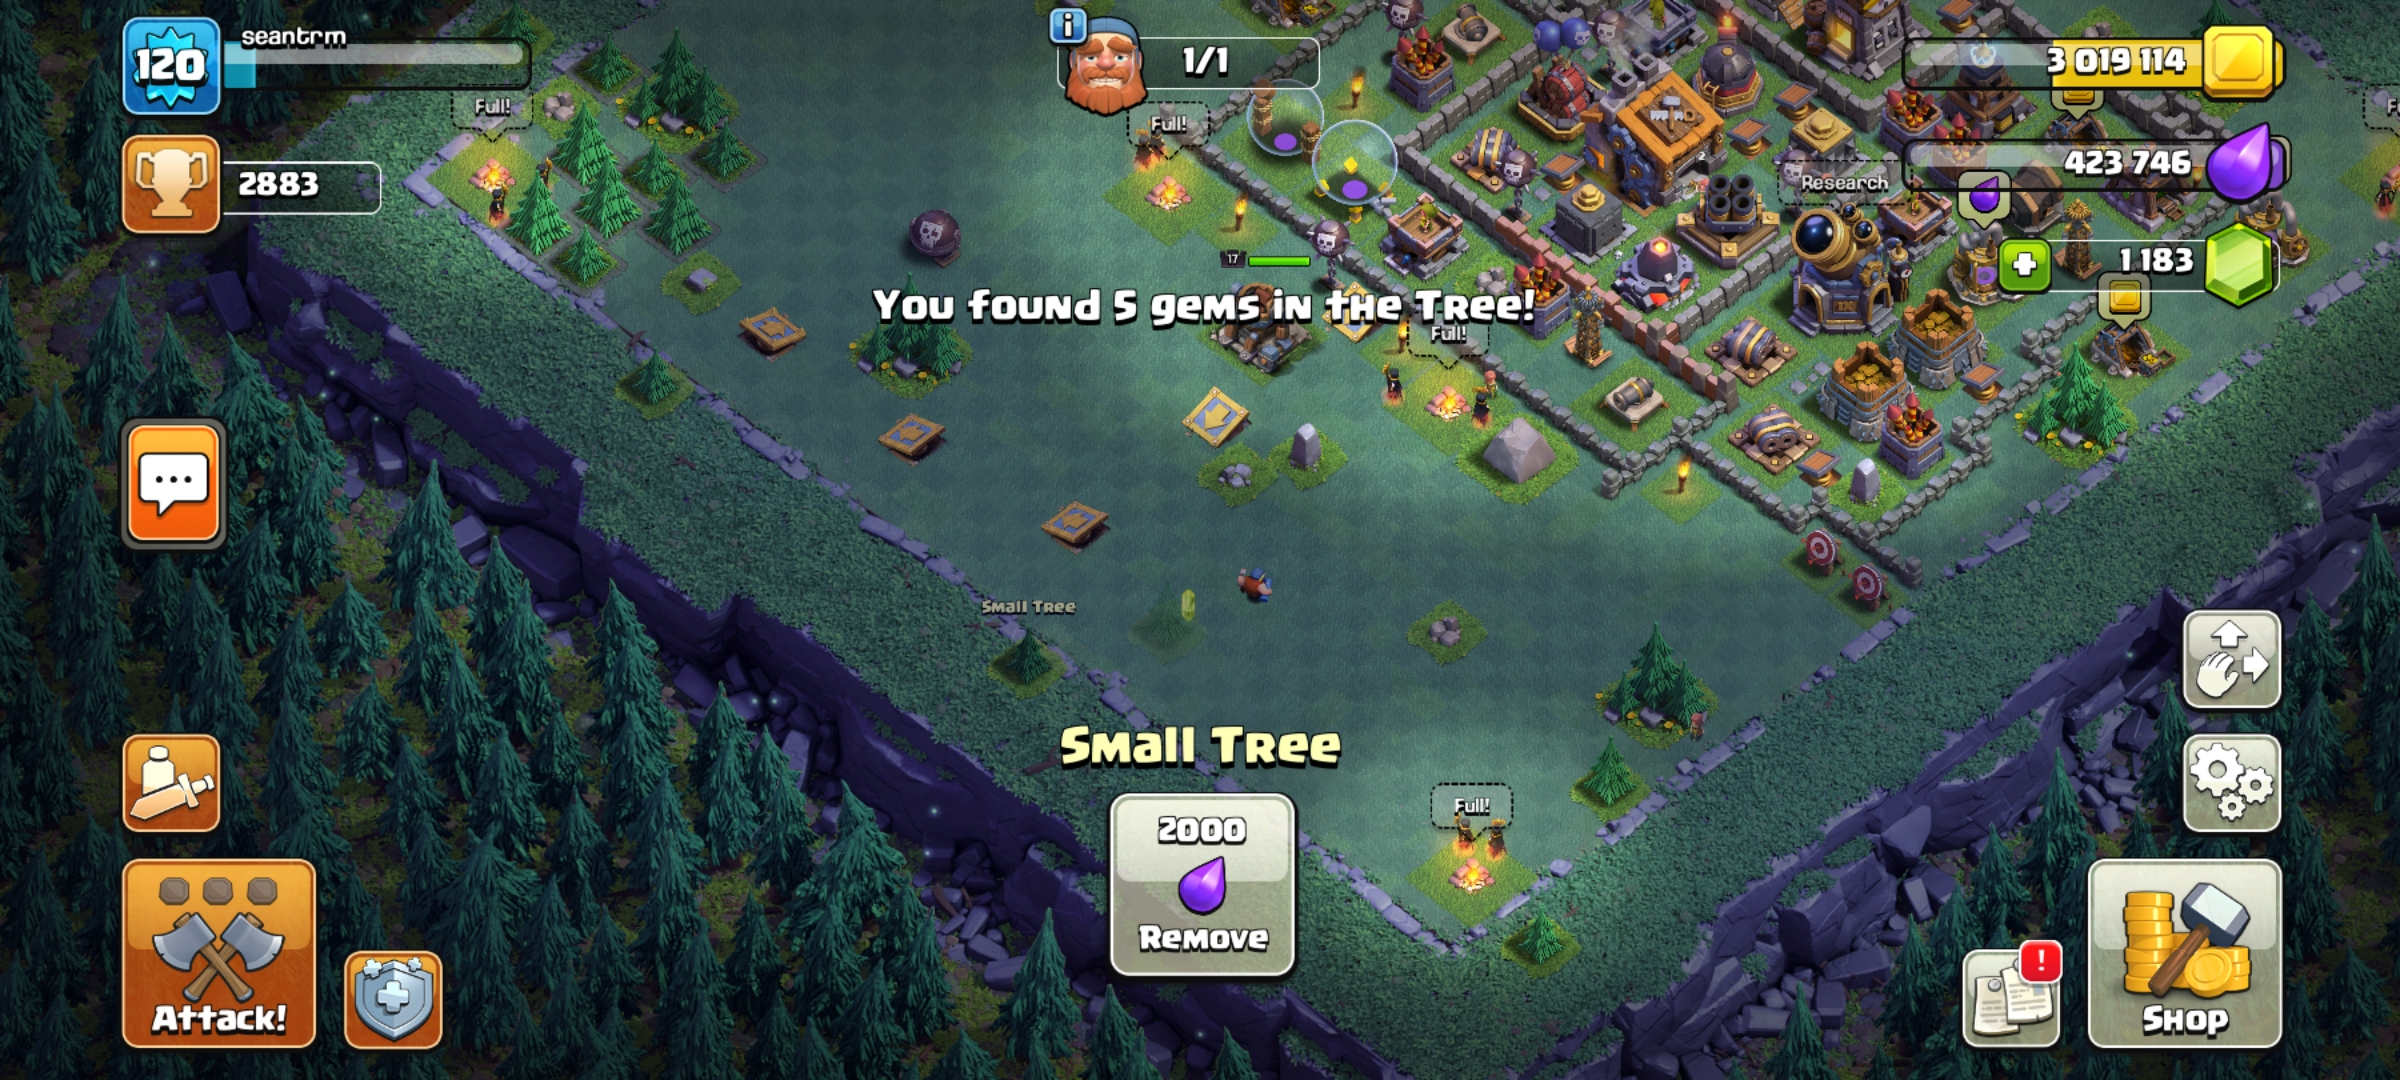 120
seantrm
1/1
3 019 114
Full!
Full!
2883
423 746
Research
17
1 183
You found 5 gems in the Tree!
Full!
Small Tree
Small Tree
2000
Full!
Remove
!
Attack!
Shop